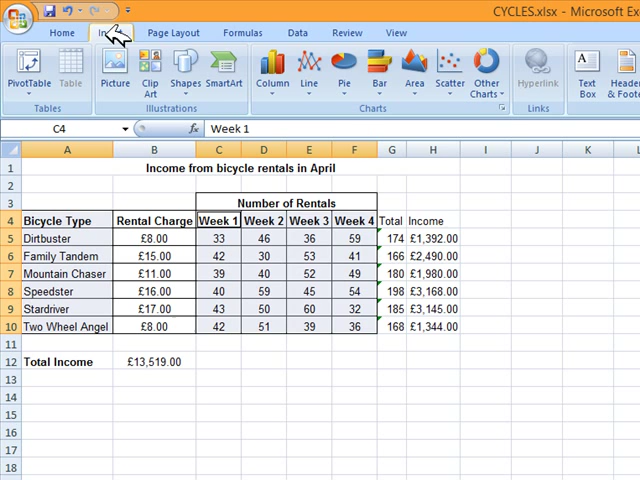 CYCLES.xlsx - Microsoft Ex
Home Page Layout Formulas Data Review View
PivotTable Table Picture Clip Art Shapes SmartArt Column Line Pie Bar Area Scatter Other Charts Hyperlink Text Box Header & Foote
Tables Illustrations Charts Links
C4 fx Week 1
A B C D E F G H I J K L
1 Income from bicycle rentals in April
2
3 Number of Rentals
4 Bicycle Type Rental Charge Week 1 Week 2 Week 3 Week 4 Total Income
5 Dirtbuster £8.00 33 46 36 59 174 £1,392.00
6 Family Tandem £15.00 42 30 53 41 166 £2,490.00
7 Mountain Chaser £11.00 39 40 52 49 180 £1,980.00
8 Speedster £16.00 40 59 45 54 198 £3,168.00
9 Stardriver £17.00 43 50 60 32 185 £3,145.00
10 Two Wheel Angel £8.00 42 51 39 36 168 £1,344.00
11
12 Total Income £13,519.00
13
14
15
16
17
18